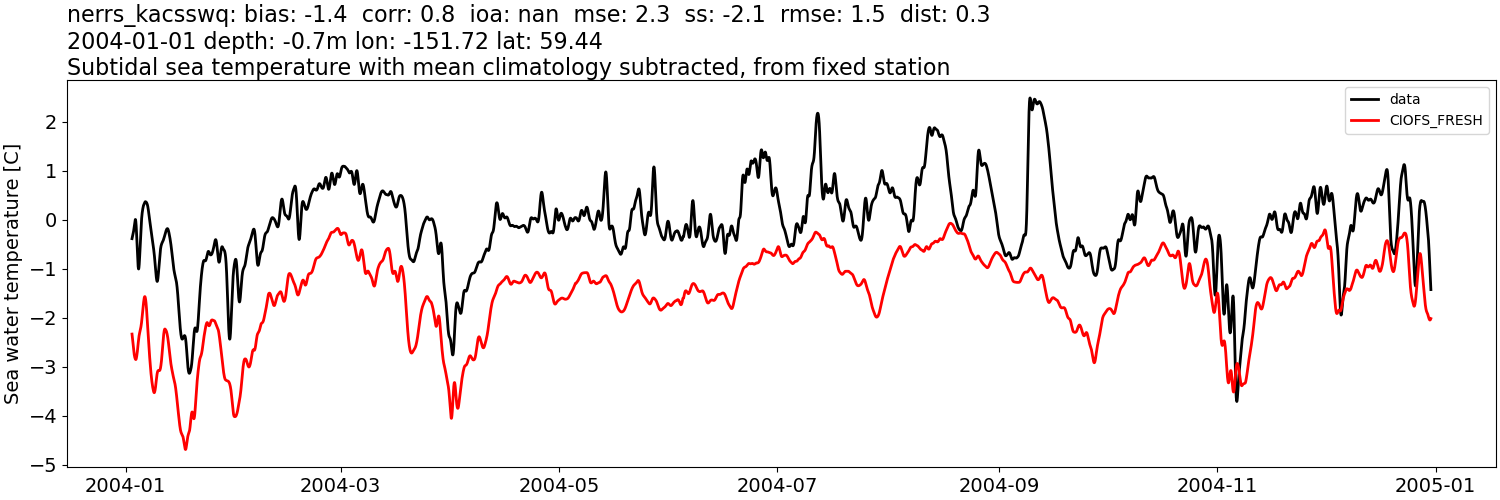 nerrs_kacsswq: bias: -1.4  corr: 0.8  ioa: nan  mse: 2.3  ss: -2.1  rmse: 1.5  dist: 0.3
2004-01-01 depth: -0.7m lon: -151.72 lat: 59.44
Subtidal sea temperature with mean climatology subtracted, from fixed station
data
CIOFS_FRESH
Sea water temperature [C]
2
1
0
−1
−2
−3
−4
−5
2004-01
2004-03
2004-05
2004-07
2004-09
2004-11
2005-01